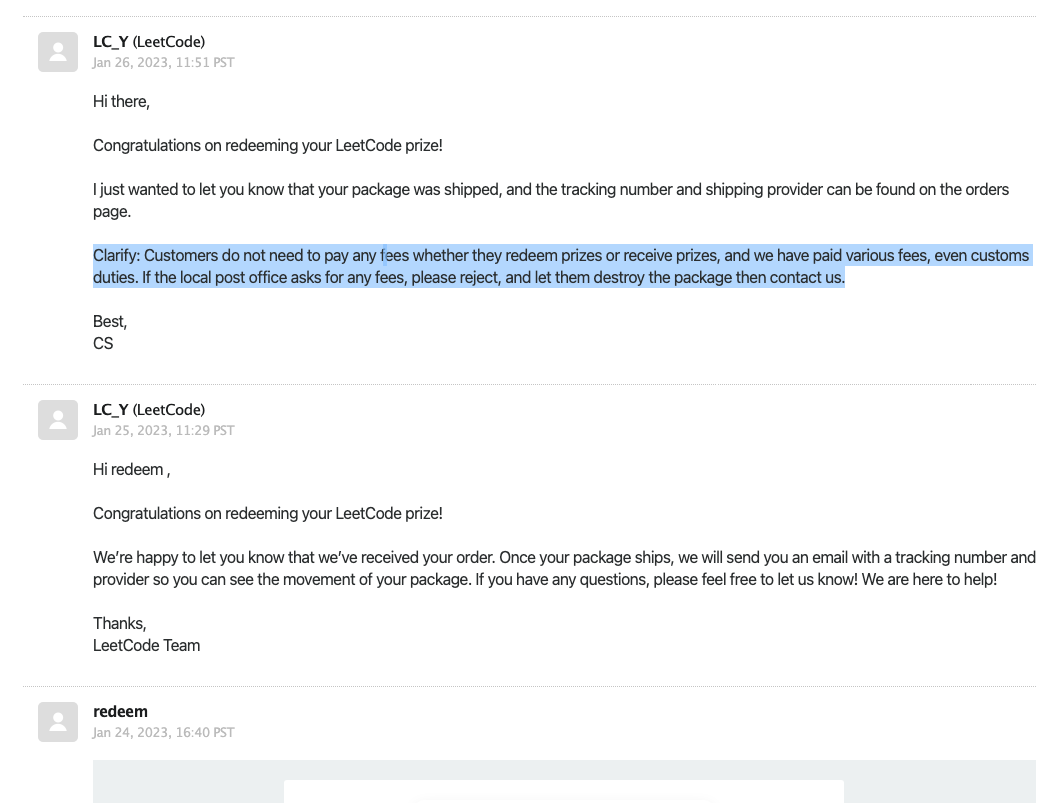 LC_Y (LeetCode)
Jan 26, 2023, 11:51 PST
Hi there,
Congratulations on redeeming your LeetCode prize!
I just wanted to let you know that your package was shipped, and the tracking number and shipping provider can be found on the orders
page.
Clarify: Customers do not need to pay any fees whether they redeem prizes or receive prizes, and we have paid various fees, even customs
duties. If the local post office asks for any fees, please reject, and let them destroy the package then contact us.
Best,
CS
LC_Y (LeetCode)
Jan 25, 2023, 11:29 PST
Hi redeem ,
Congratulations on redeeming your LeetCode prize!
We’re happy to let you know that we’ve received your order. Once your package ships, we will send you an email with a tracking number and
provider so you can see the movement of your package. If you have any questions, please feel free to let us know! We are here to help!
Thanks,
LeetCode Team
redeem
Jan 24, 2023, 16:40 PST